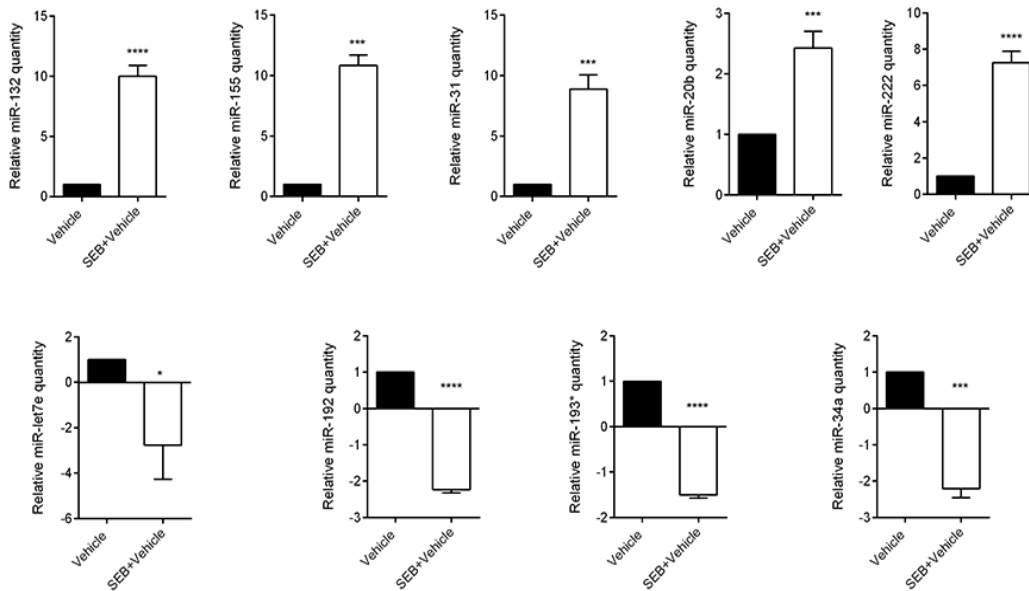 Relative miR-132 quantity
15
10
5
0
****
Vehicle
SEB+Vehicle
Relative miR-155 quantity
15
10
5
0
***
Vehicle
SEB+Vehicle
Relative miR-31 quantity
15
10
5
0
***
Vehicle
SEB+Vehicle
Relative miR-20b quantity
3
2
1
0
***
Vehicle
SEB+Vehicle
Relative miR-222 quantity
10
8
6
4
2
0
****
Vehicle
SEB+Vehicle
Relative miR-let7e quantity
2
0
-2
-4
-6
*
Vehicle
SEB+Vehicle
Relative miR-192 quantity
2
1
0
-1
-2
-3
****
Vehicle
SEB+Vehicle
Relative miR-193* quantity
2
1
0
-1
-2
****
Vehicle
SEB+Vehicle
Relative miR-34a quantity
2
1
0
-1
-2
-3
***
Vehicle
SEB+Vehicle